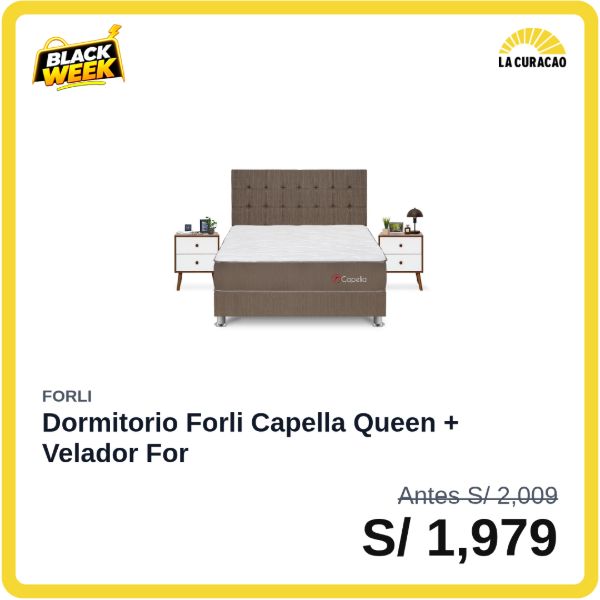 BLACK
WEEK
LA CURACAO
Capella
FORLI
Dormitorio Forli Capella Queen +
Velador For
Antes S/ 2,009
S/ 1,979